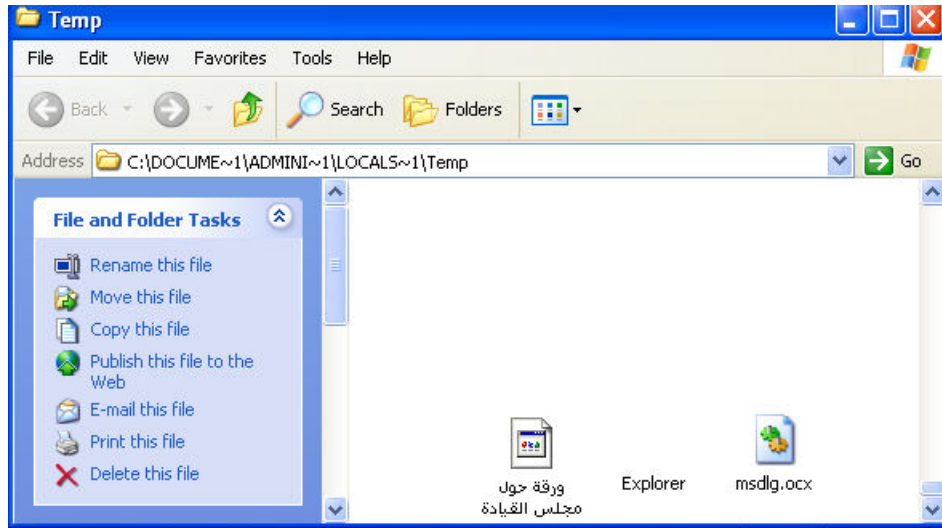 Temp
File Edit View Favorites Tools Help
Back Search Folders
Address C:\DOCUME~1\ADMINI~1\LOCALS~1\Temp Go
File and Folder Tasks
Rename this file
Move this file
Copy this file
Publish this file to the
Web
E-mail this file
Print this file
Delete this file
ورقة حول
مجلس القيادة
Explorer
msdlg.ocx